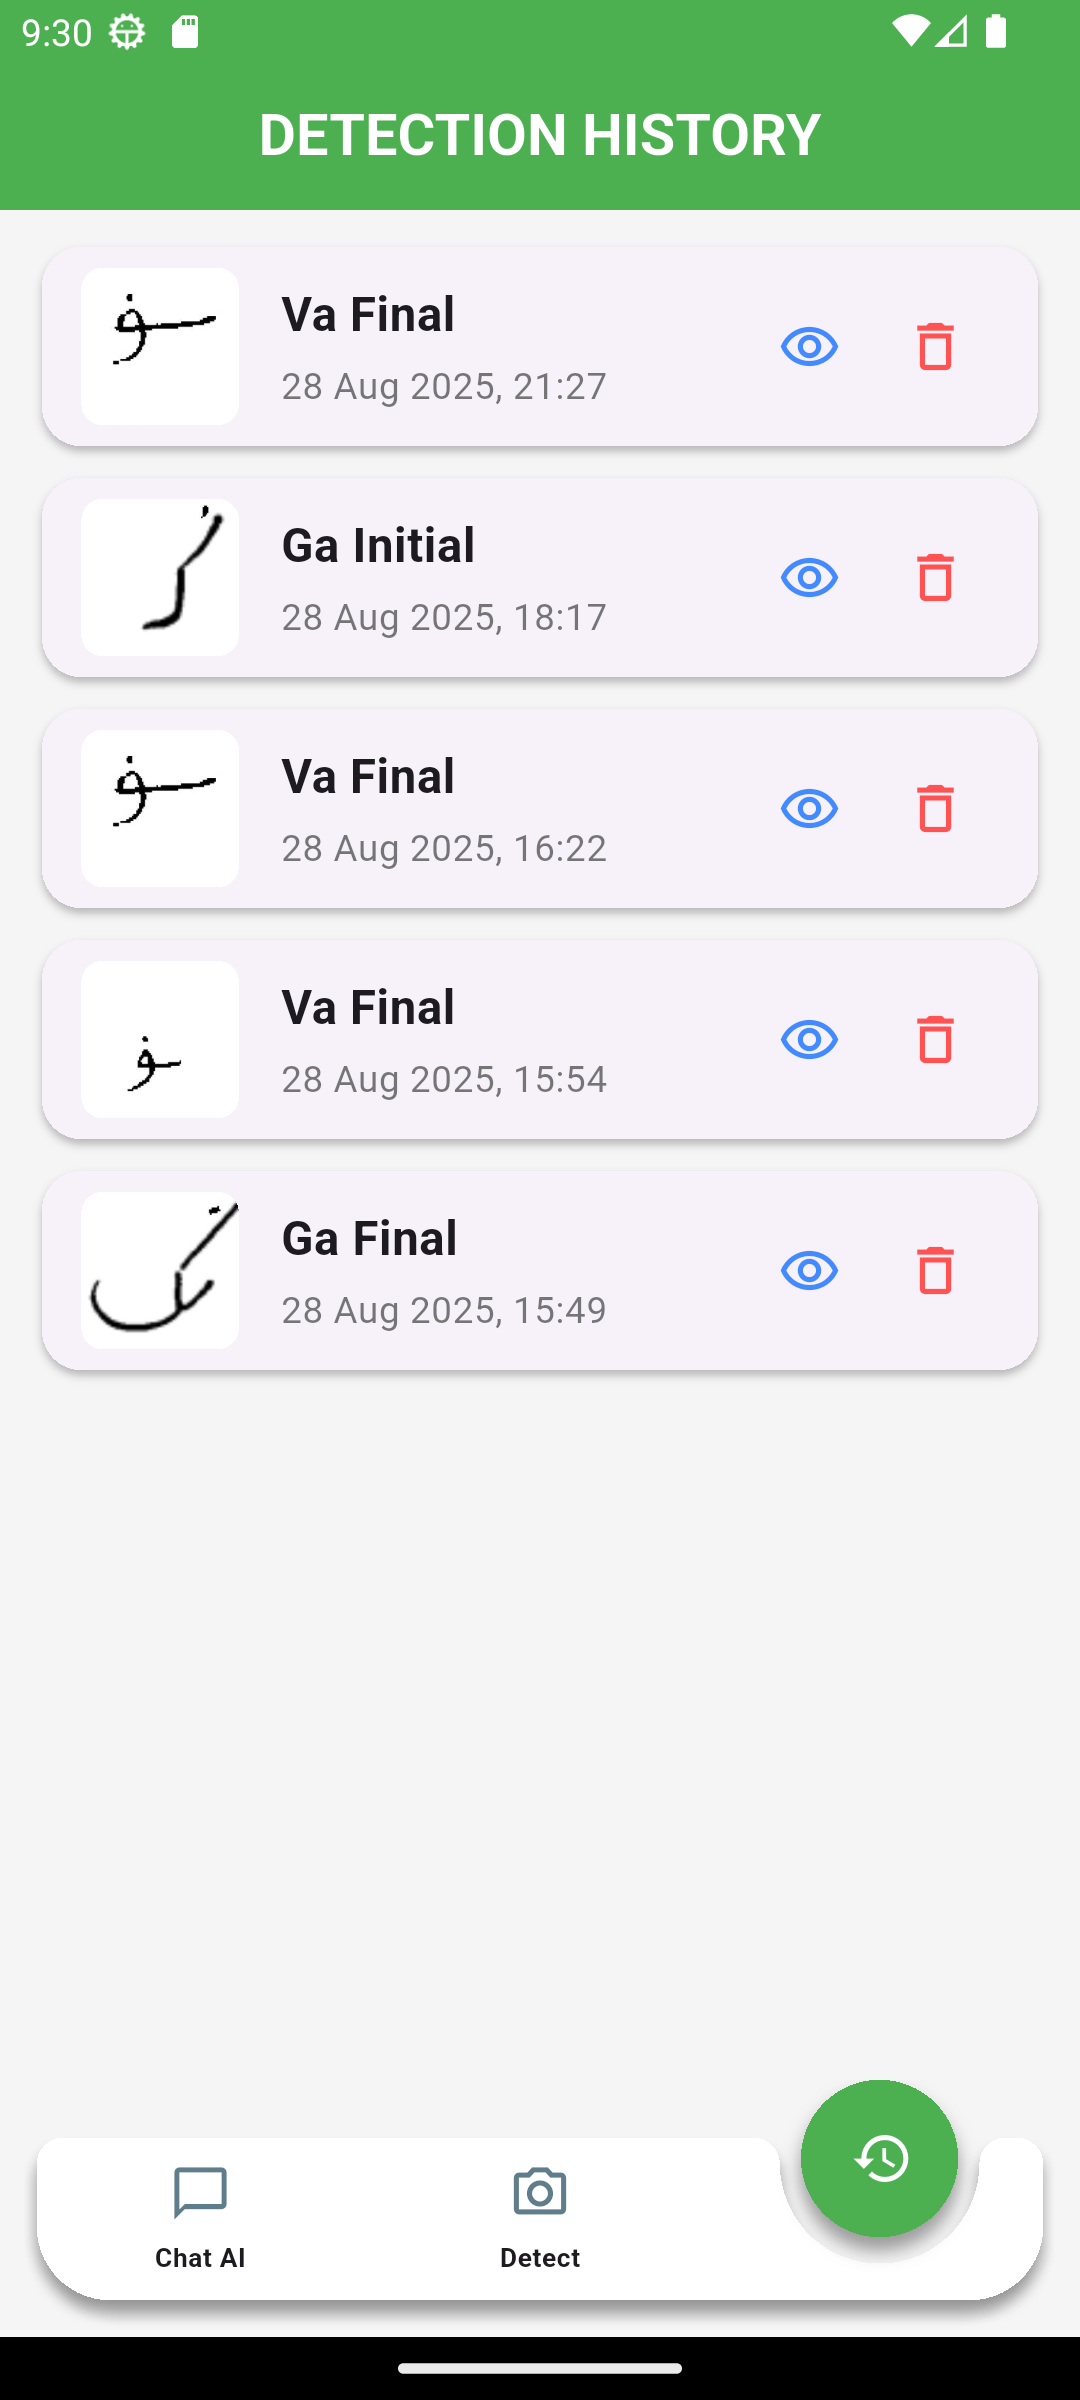 9:30
DETECTION HISTORY
Va Final
28 Aug 2025, 21:27
Ga Initial
28 Aug 2025, 18:17
Va Final
28 Aug 2025, 16:22
Va Final
28 Aug 2025, 15:54
Ga Final
28 Aug 2025, 15:49
Chat AI
Detect